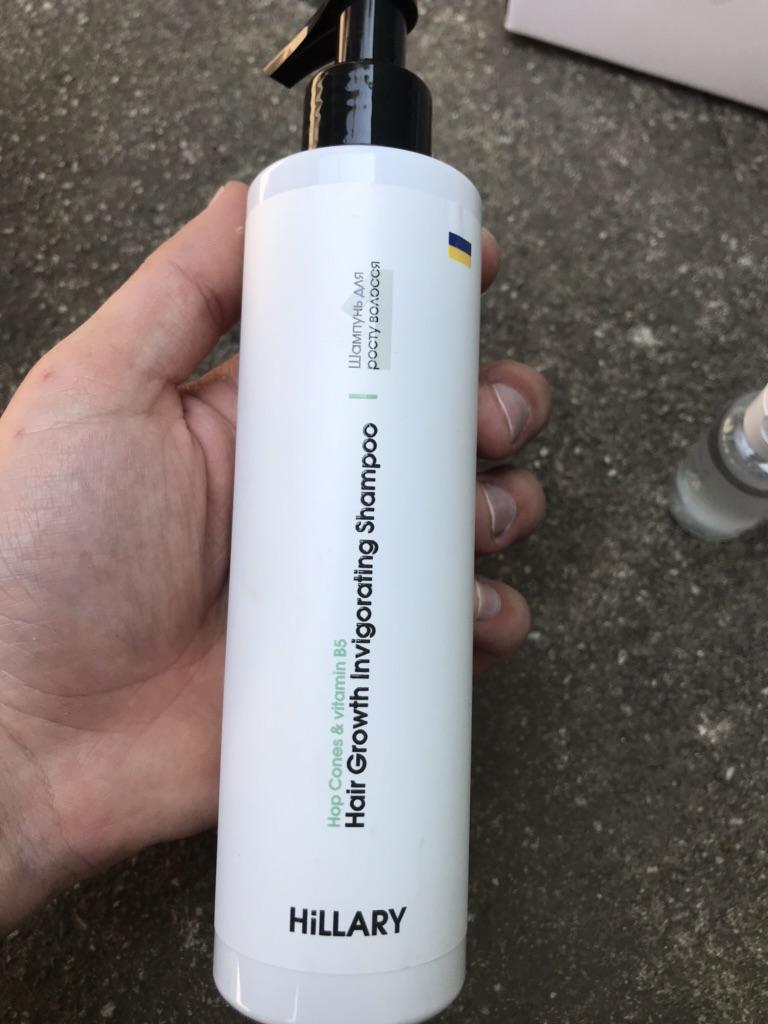 Hop Cones & vitamin B5
Hair Growth Invigorating Shampoo
Шампунь для
росту волосся
HiLLARY